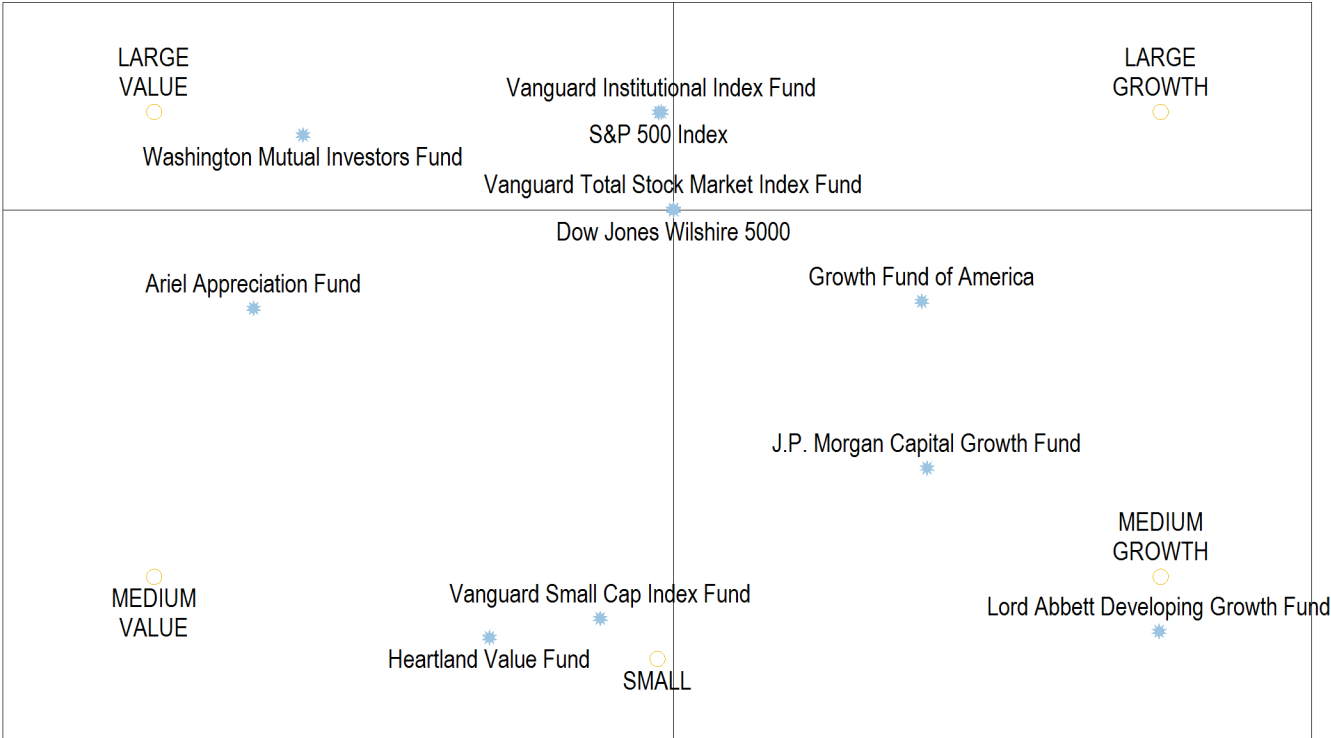 LARGE
VALUE
Vanguard Institutional Index Fund
LARGE
GROWTH
S&P 500 Index
Washington Mutual Investors Fund
Vanguard Total Stock Market Index Fund
Dow Jones Wilshire 5000
Ariel Appreciation Fund
Growth Fund of America
J.P. Morgan Capital Growth Fund
MEDIUM
GROWTH
MEDIUM
VALUE
Vanguard Small Cap Index Fund
Lord Abbett Developing Growth Fund
Heartland Value Fund
SMALL